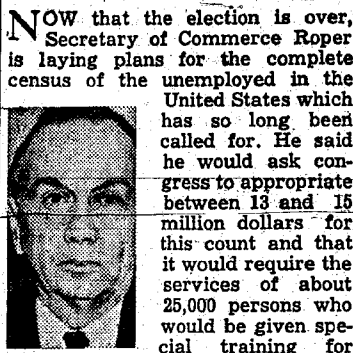 NOW that the election is over,
Secretary of Commerce Roper
is laying plans for the complete
census of the unemployed in the
United States which
has so long been
called for. He said
he would ask con-
gress to appropriate
between 13 and 15
million dollars for
this count and that
it would require the
services of about
25,000 persons who
would be given spe-
cial training for